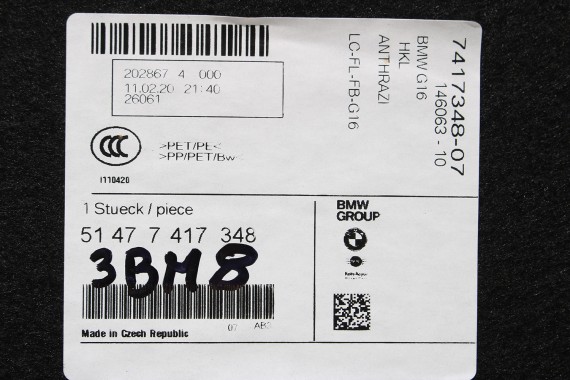 202867 4 000
11.02.20 21:40
26061
CCC
>PET/PE<
>PP/PET/Bw<
I110420
7417348-07
146063 - 10
BMW G16
HKL
ANTHRAZI
LC-FL-FB-G16
1 Stueck / piece
51 47 7 417 348
3BM8
07
Made in Czech Republic
BMW
GROUP